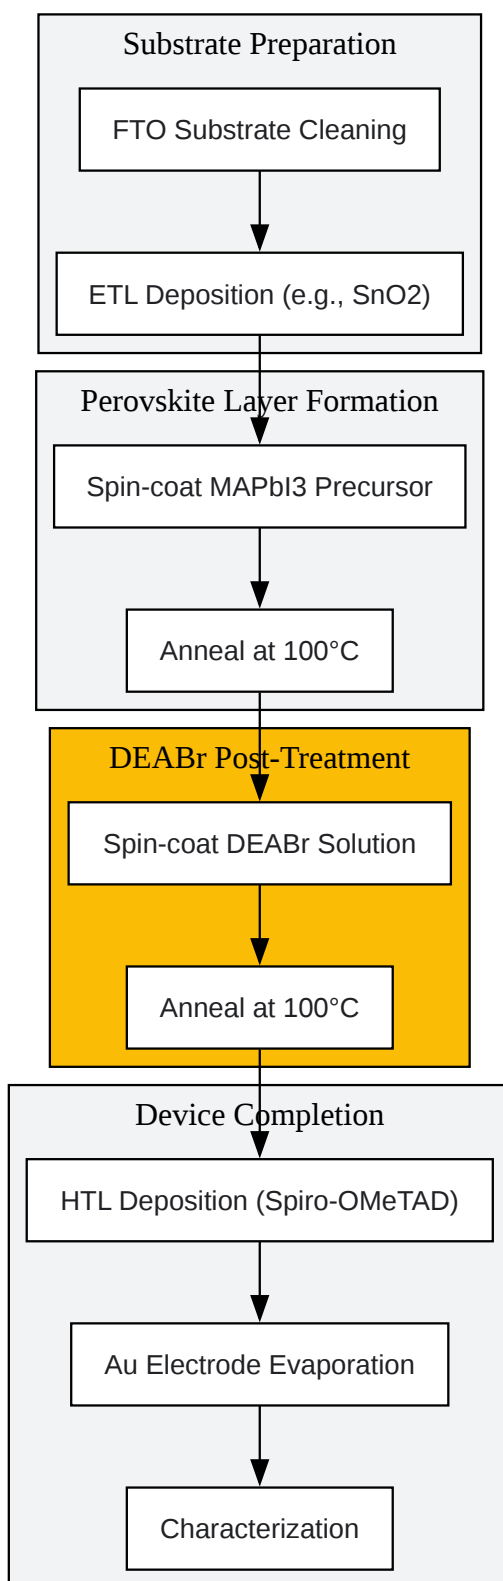 Substrate Preparation
FTO Substrate Cleaning
ETL Deposition (e.g., SnO2)
Perovskite Layer Formation
Spin-coat MAPbI3 Precursor
Anneal at 100°C
DEABr Post-Treatment
Spin-coat DEABr Solution
Anneal at 100°C
Device Completion
HTL Deposition (Spiro-OMeTAD)
Au Electrode Evaporation
Characterization